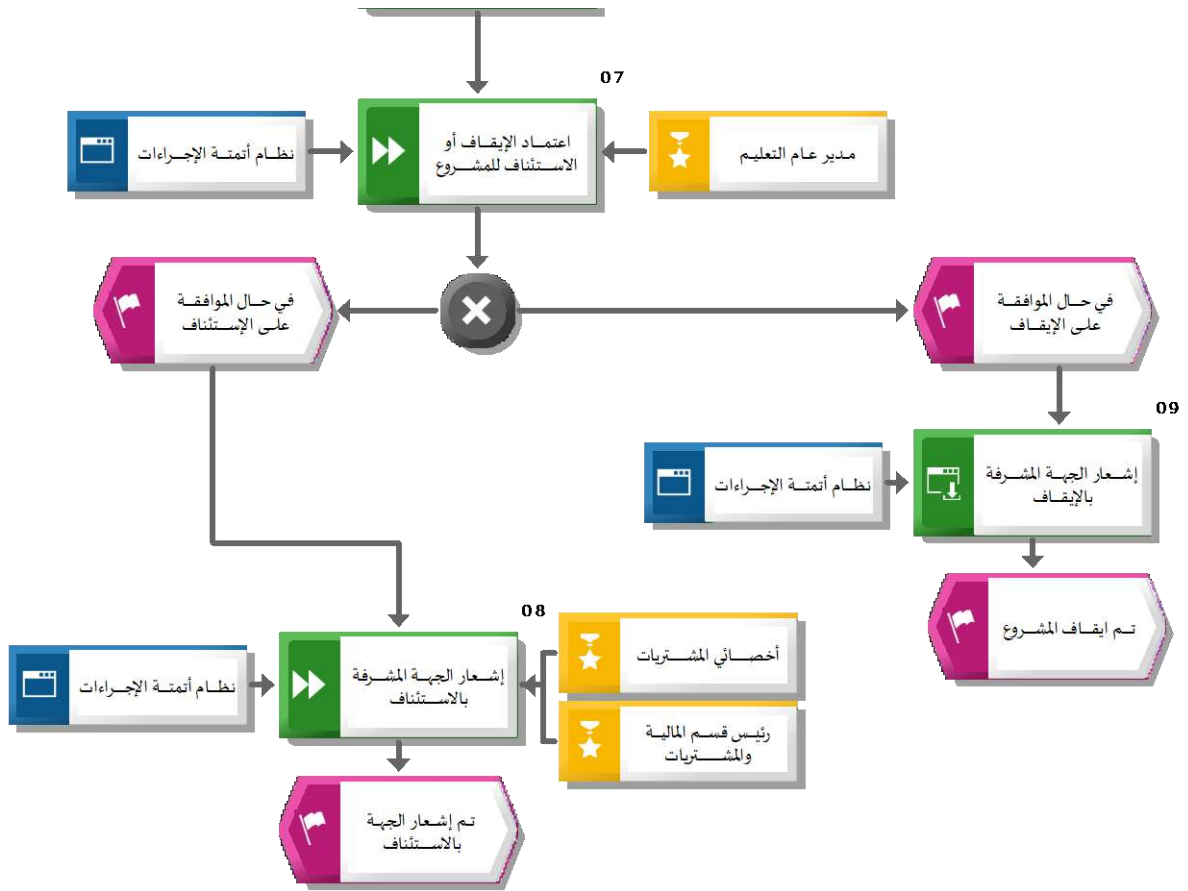 07
مدير عام التعليم
اعتماد الإيقاف أو
الاستئناف للمشروع
نظام أتمتة الإجراءات
في حال الموافقة
على الإيقاف
في حال الموافقة
على الإستئناف
09
إشعار الجهة المشرفة
بالإيقاف
نظام أتمتة الإجراءات
تم ايقاف المشروع
08
أخصائي المشتريات
رئيس قسم المالية
والمشتريات
إشعار الجهة المشرفة
بالاستئناف
نظام أتمتة الإجراءات
تم إشعار الجهة
بالاستئناف